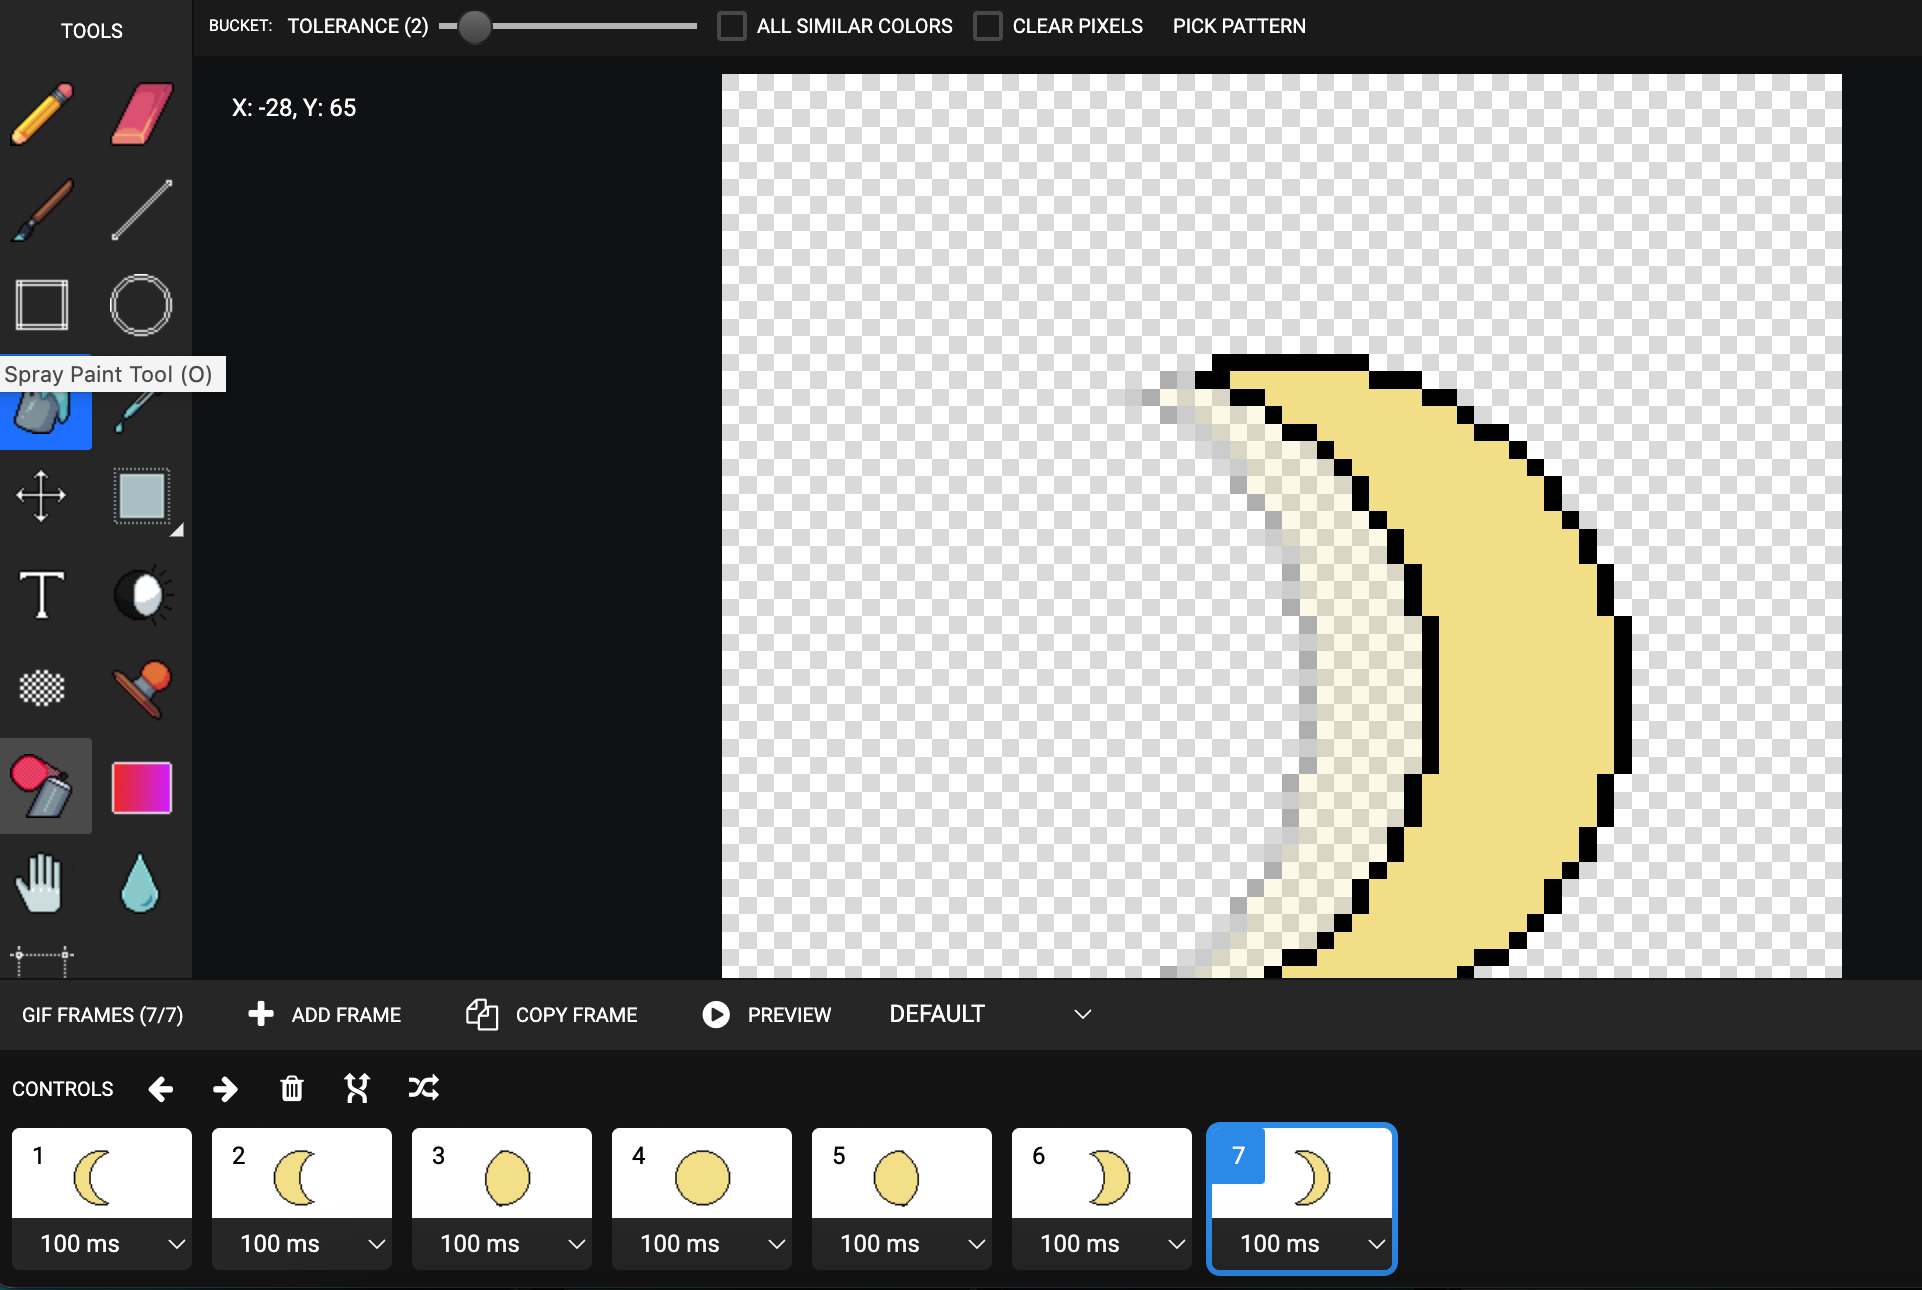 TOOLS
BUCKET: TOLERANCE (2) ALL SIMILAR COLORS CLEAR PIXELS PICK PATTERN
X: -28, Y: 65
Spray Paint Tool (O)
T
GIF FRAMES (7/7) ADD FRAME COPY FRAME PREVIEW DEFAULT
CONTROLS
1 2 3 4 5 6 7
100 ms 100 ms 100 ms 100 ms 100 ms 100 ms 100 ms